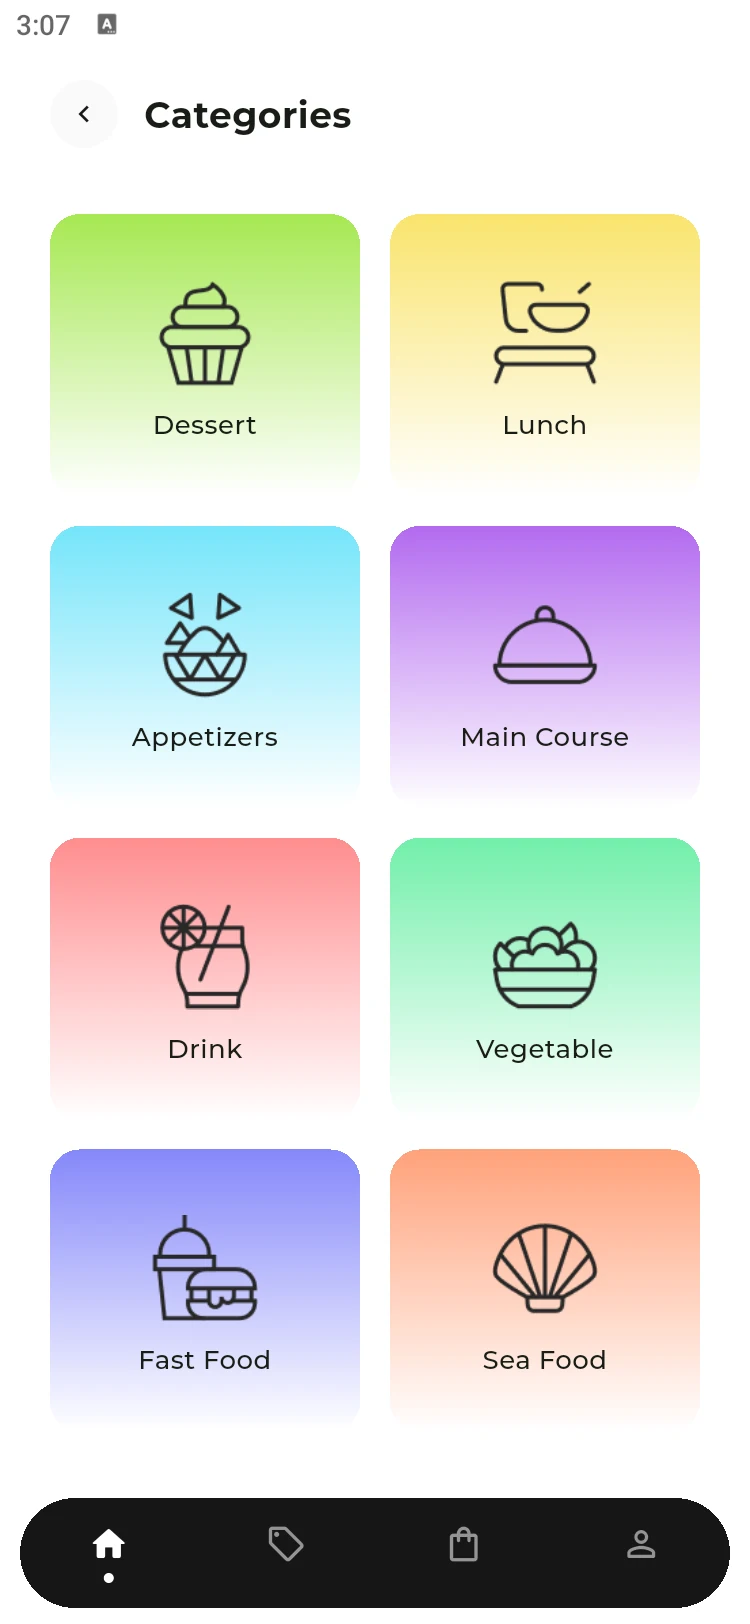 3:07
A
Categories
Dessert
Lunch
Appetizers
Main Course
Drink
Vegetable
Fast Food
Sea Food